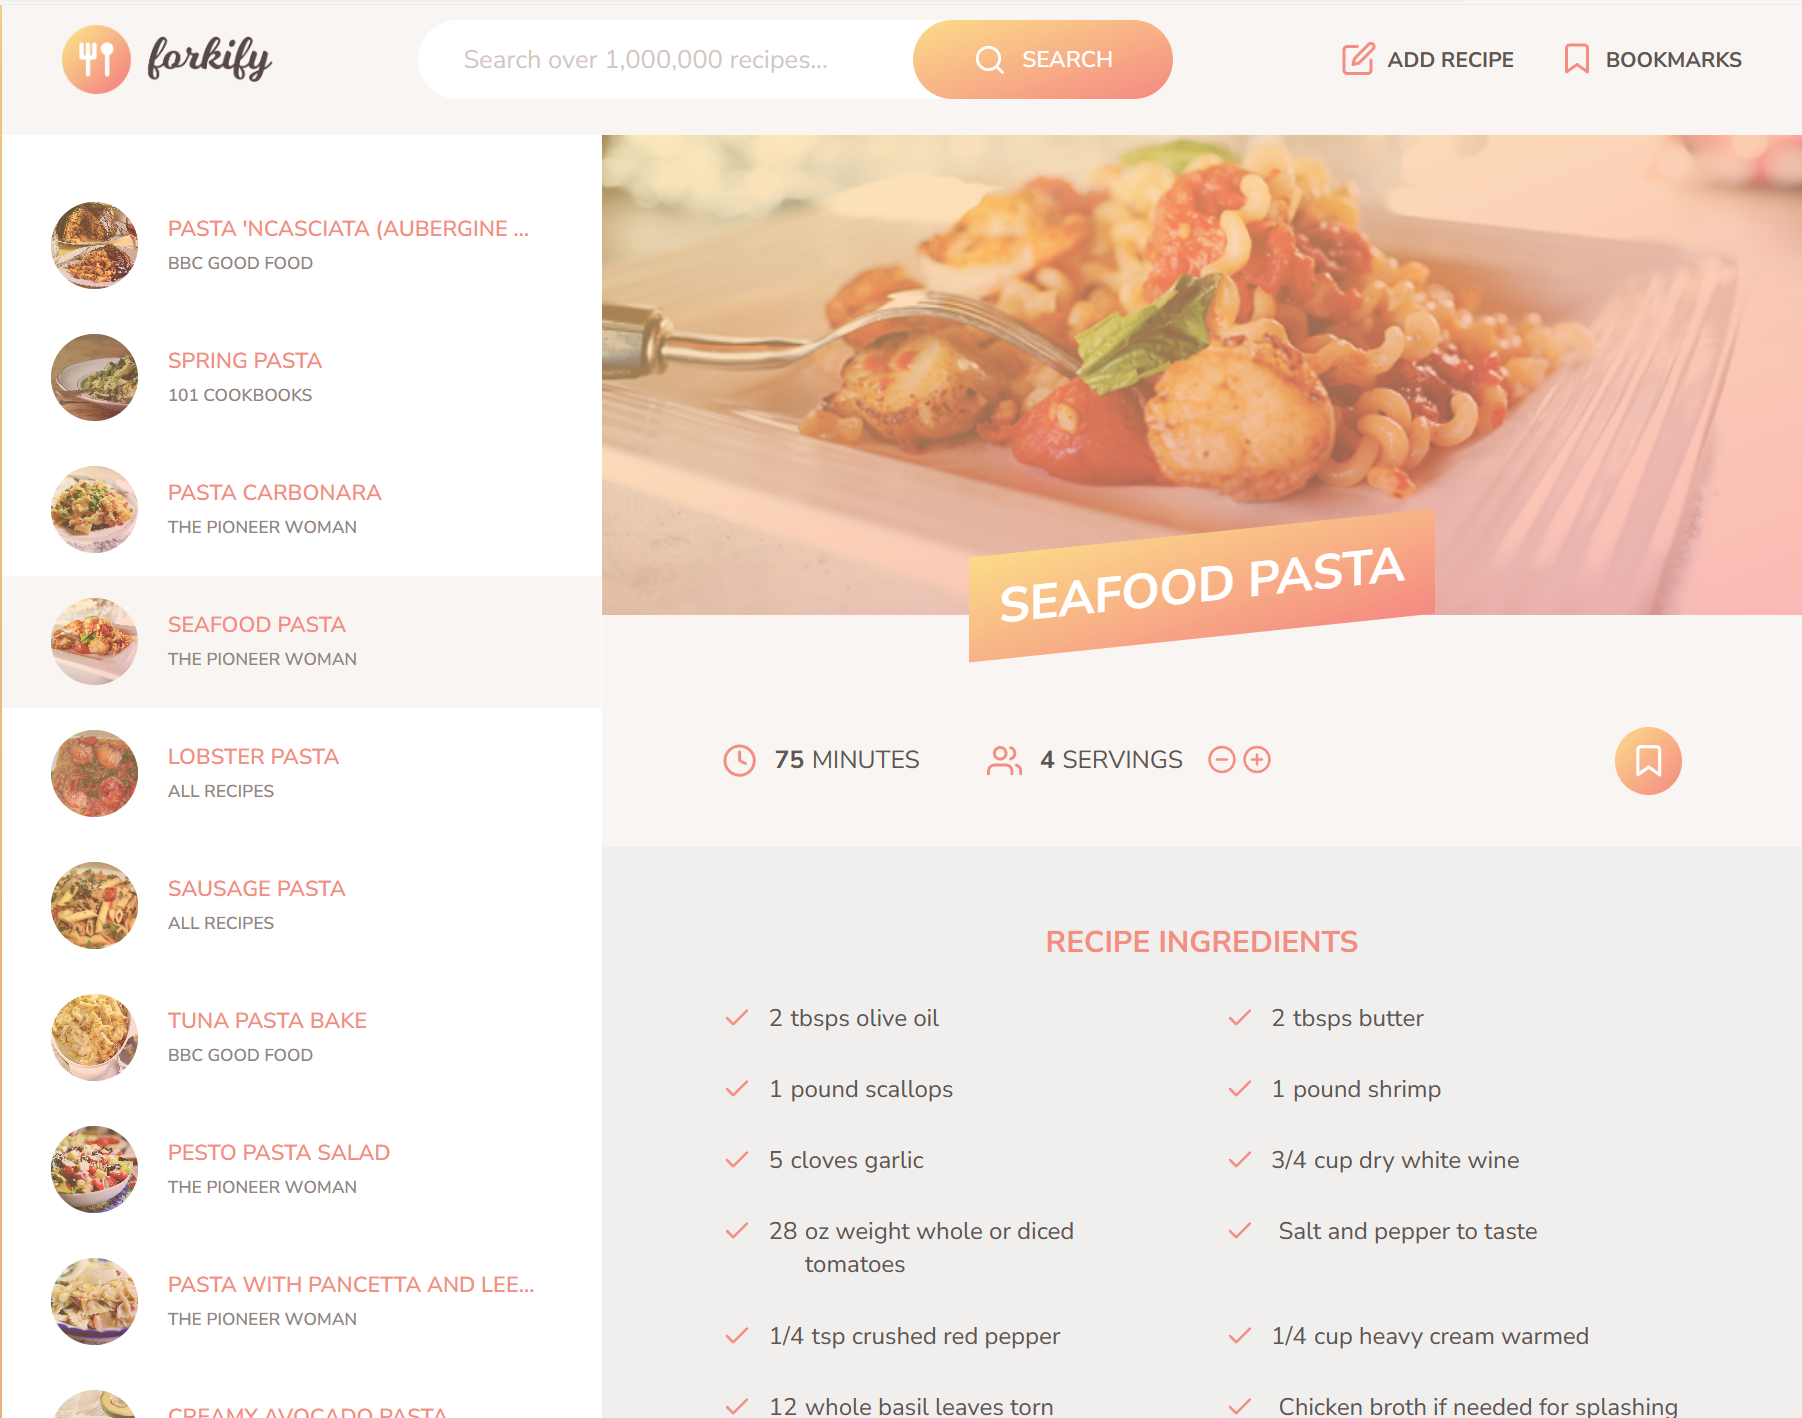 forkify
Search over 1,000,000 recipes...
SEARCH
ADD RECIPE
BOOKMARKS
PASTA 'NCASCIATA (AUBERGINE ...
BBC GOOD FOOD
SPRING PASTA
101 COOKBOOKS
PASTA CARBONARA
THE PIONEER WOMAN
SEAFOOD PASTA
THE PIONEER WOMAN
LOBSTER PASTA
ALL RECIPES
SAUSAGE PASTA
ALL RECIPES
TUNA PASTA BAKE
BBC GOOD FOOD
PESTO PASTA SALAD
THE PIONEER WOMAN
PASTA WITH PANCETTA AND LEE...
THE PIONEER WOMAN
CREAMY AVOCADO PASTA
SEAFOOD PASTA
75 MINUTES
4 SERVINGS
RECIPE INGREDIENTS
2 tbsps olive oil
2 tbsps butter
1 pound scallops
1 pound shrimp
5 cloves garlic
3/4 cup dry white wine
28 oz weight whole or diced
tomatoes
Salt and pepper to taste
1/4 tsp crushed red pepper
1/4 cup heavy cream warmed
12 whole basil leaves torn
Chicken broth if needed for splashing